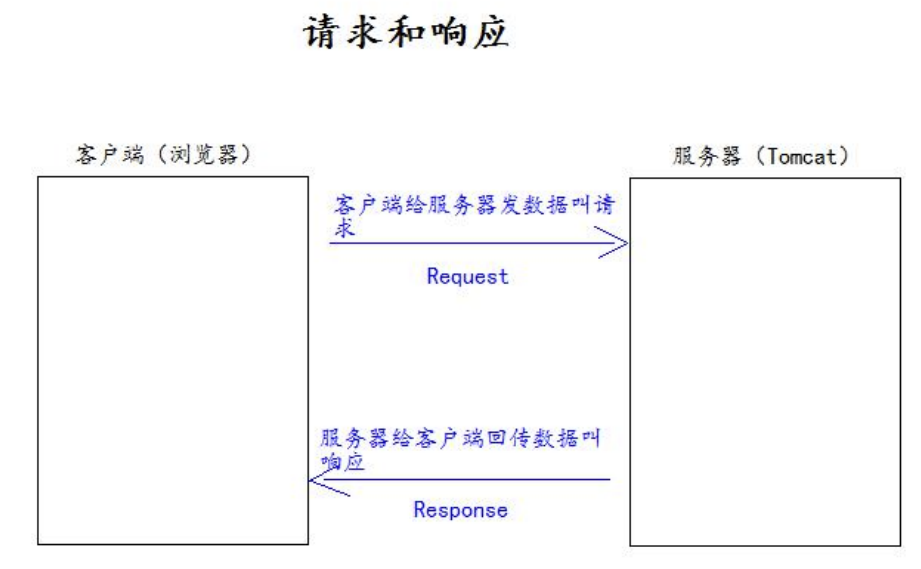 请求和响应
客户端（浏览器）
服务器（Tomcat）
客户端给服务器发数据叫请
求
Request
服务器给客户端回传数据叫
响应
Response